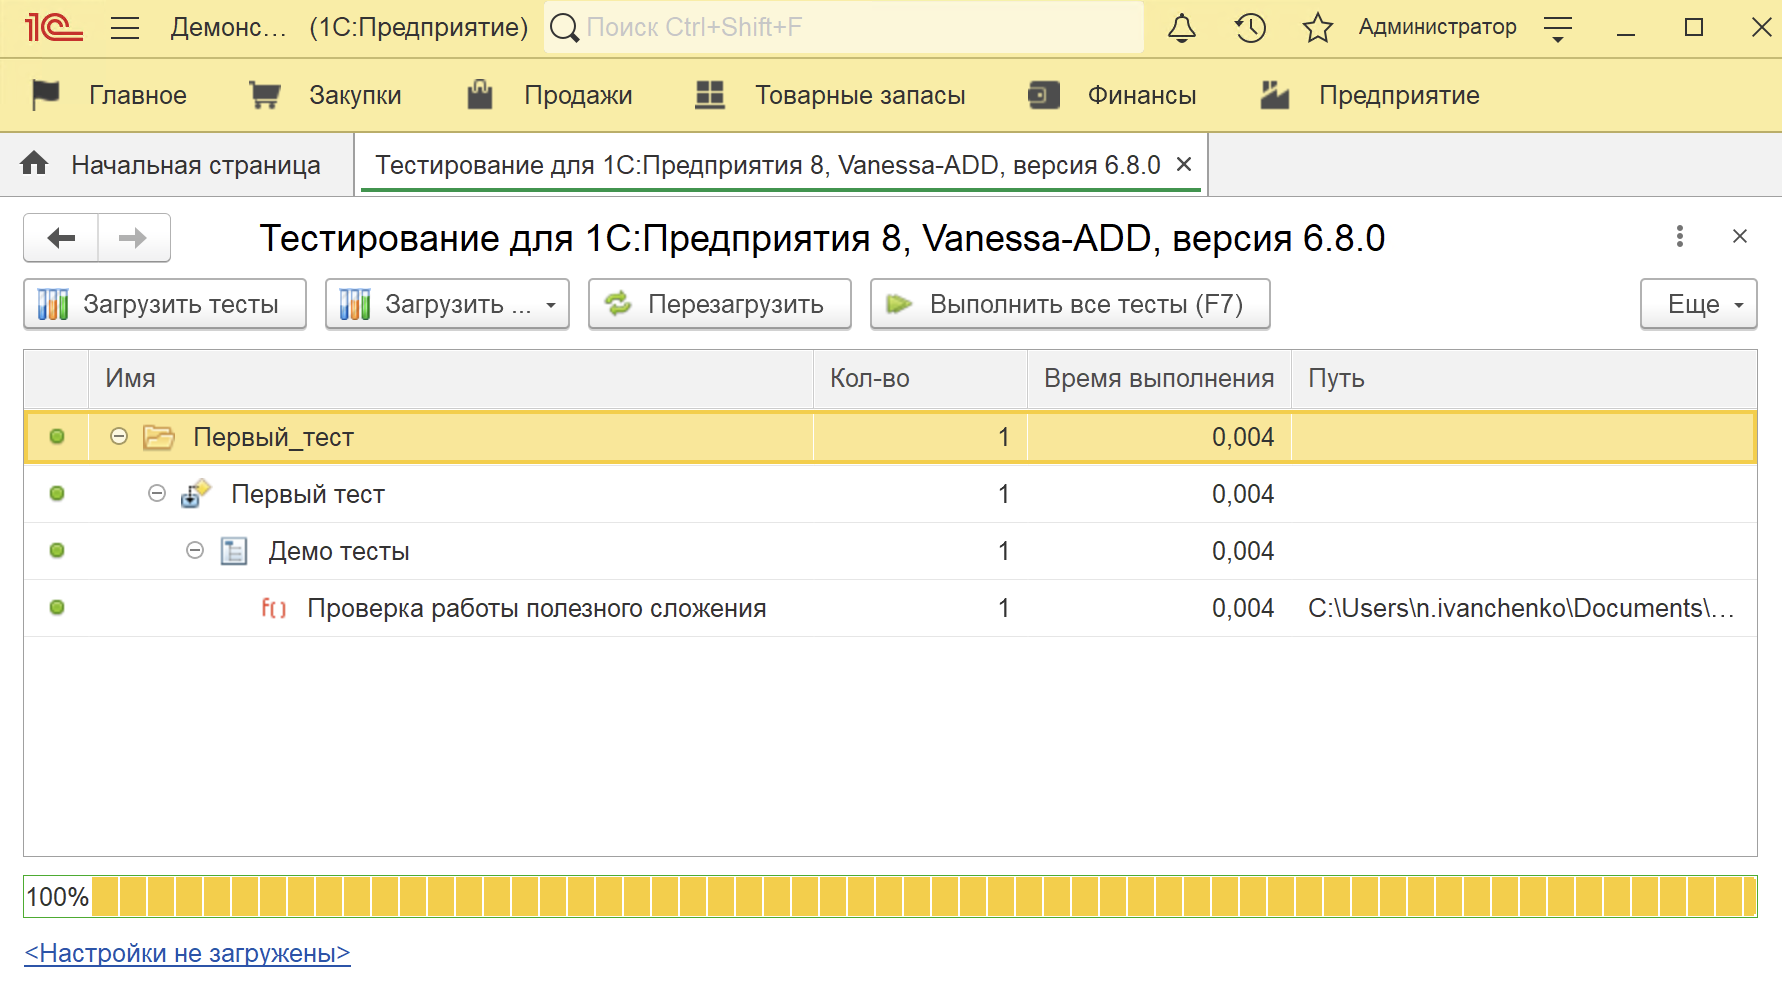 1С Демонс... (1С:Предприятие) Поиск Ctrl+Shift+F Администратор
Главное Закупки Продажи Товарные запасы Финансы Предприятие
Начальная страница Тестирование для 1С:Предприятия 8, Vanessa-ADD, версия 6.8.0
Тестирование для 1С:Предприятия 8, Vanessa-ADD, версия 6.8.0
Загрузить тесты Загрузить ... Перезагрузить Выполнить все тесты (F7) Еще
Имя Кол-во Время выполнения Путь
Первый_тест 1 0,004
Первый тест 1 0,004
Демо тесты 1 0,004
f() Проверка работы полезного сложения 1 0,004 C:\Users\n.ivanchenko\Documents\...
100%
<Настройки не загружены>